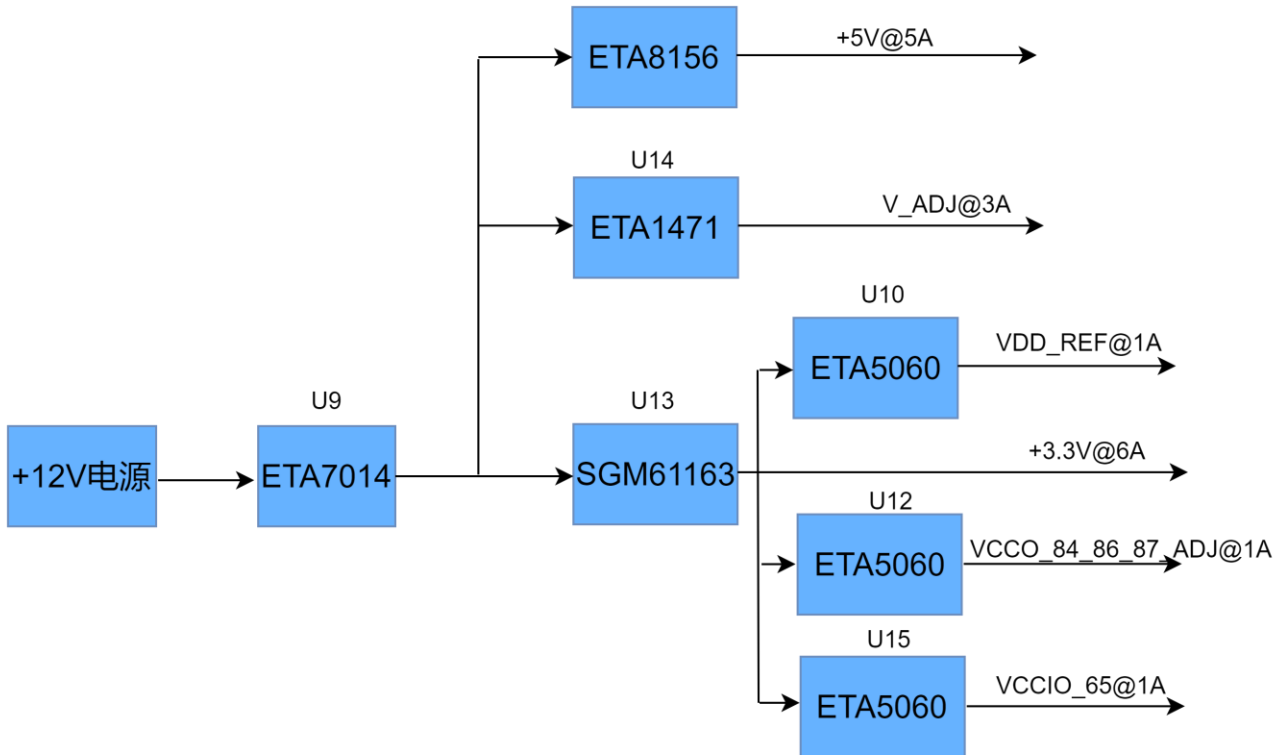 ETA8156
+5V@5A
U14
ETA1471
V_ADJ@3A
U10
ETA5060
VDD_REF@1A
U9
U13
+12V电源
ETA7014
SGM61163
+3.3V@6A
U12
ETA5060
VCCO_84_86_87_ADJ@1A
U15
ETA5060
VCCIO_65@1A